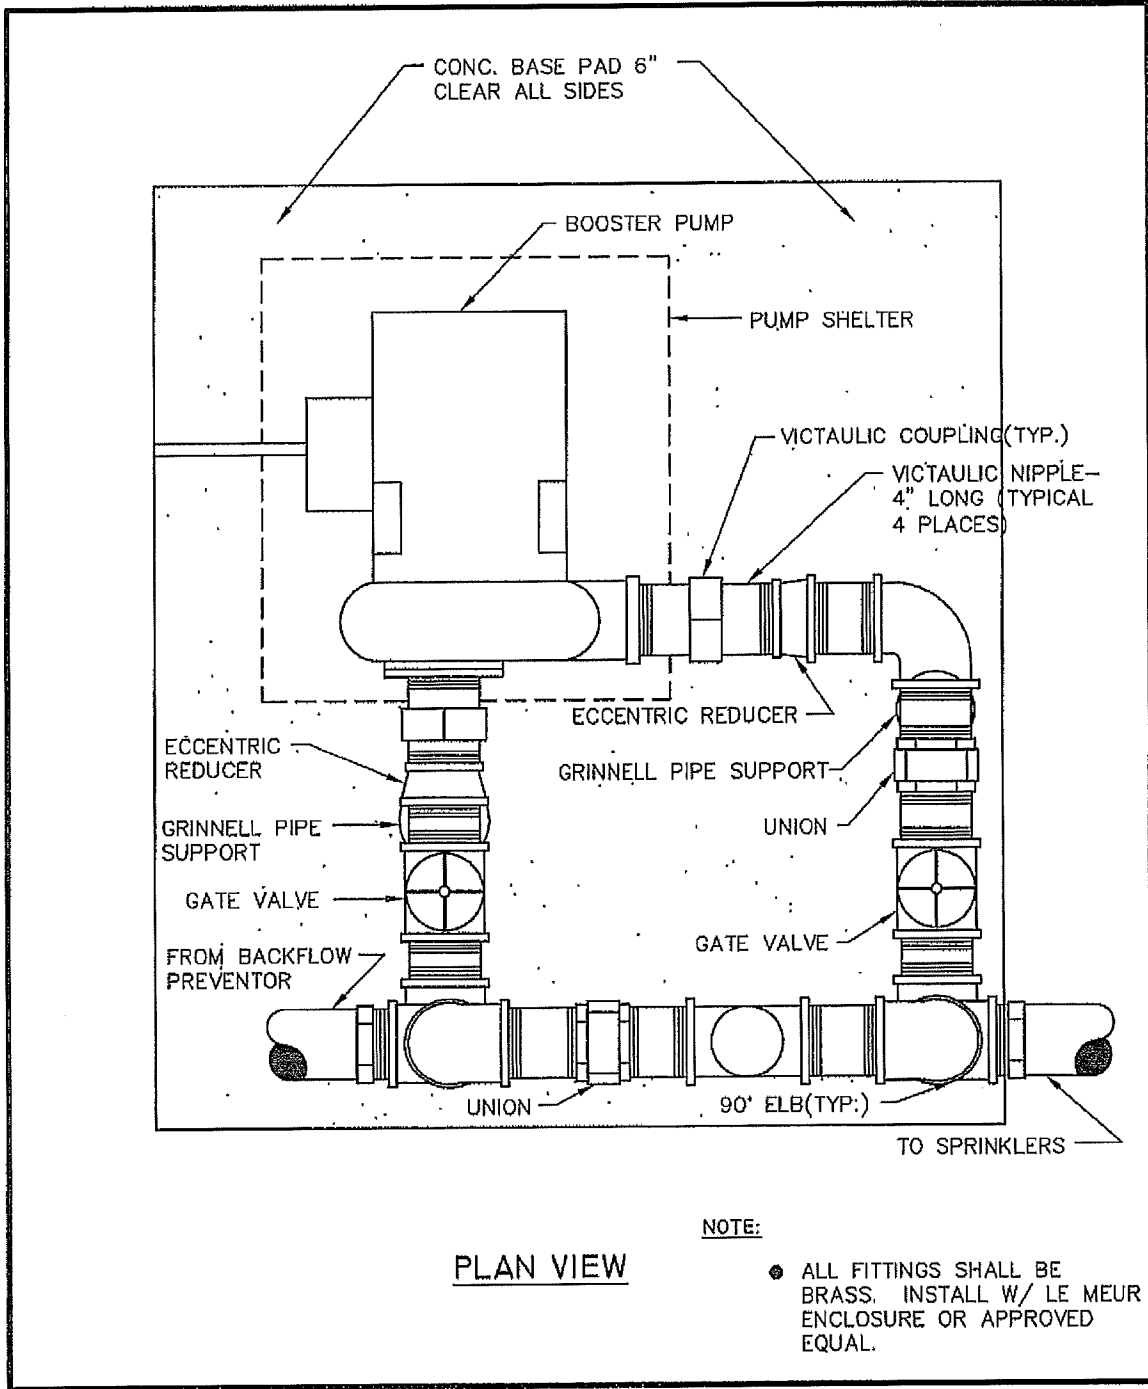 CONC. BASE PAD 6"
CLEAR ALL SIDES
BOOSTER PUMP
PUMP SHELTER
VICTAULIC COUPLING(TYP.)
VICTAULIC NIPPLE-
4" LONG (TYPICAL
4 PLACES)
ECCENTRIC REDUCER
ECCENTRIC
REDUCER
GRINNELL PIPE SUPPORT
GRINNELL PIPE
SUPPORT
UNION
GATE VALVE
GATE VALVE
FROM BACKFLOW
PREVENTOR
UNION
90° ELB(TYP.)
TO SPRINKLERS
PLAN VIEW
NOTE:
● ALL FITTINGS SHALL BE
BRASS. INSTALL W/ LE MEUR
ENCLOSURE OR APPROVED
EQUAL.